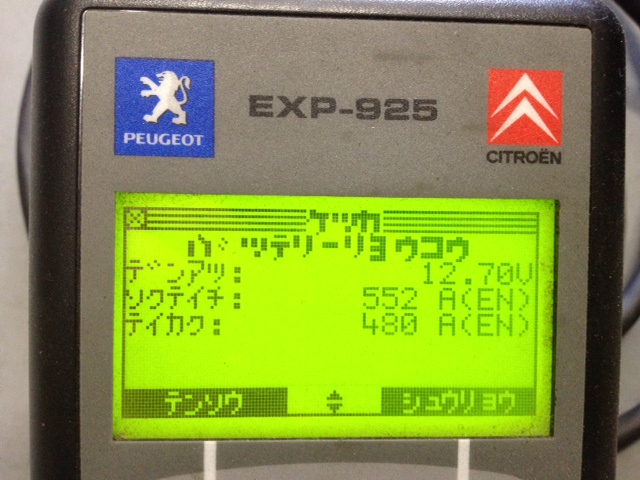 PEUGEOT
EXP-925
CITROËN
ケッカ
バッテリーリョウコウ
デンアツ: 12.70V
ソクテイチ: 552 A(EN)
テイカク: 480 A(EN)
テンソウ シュウリョウ